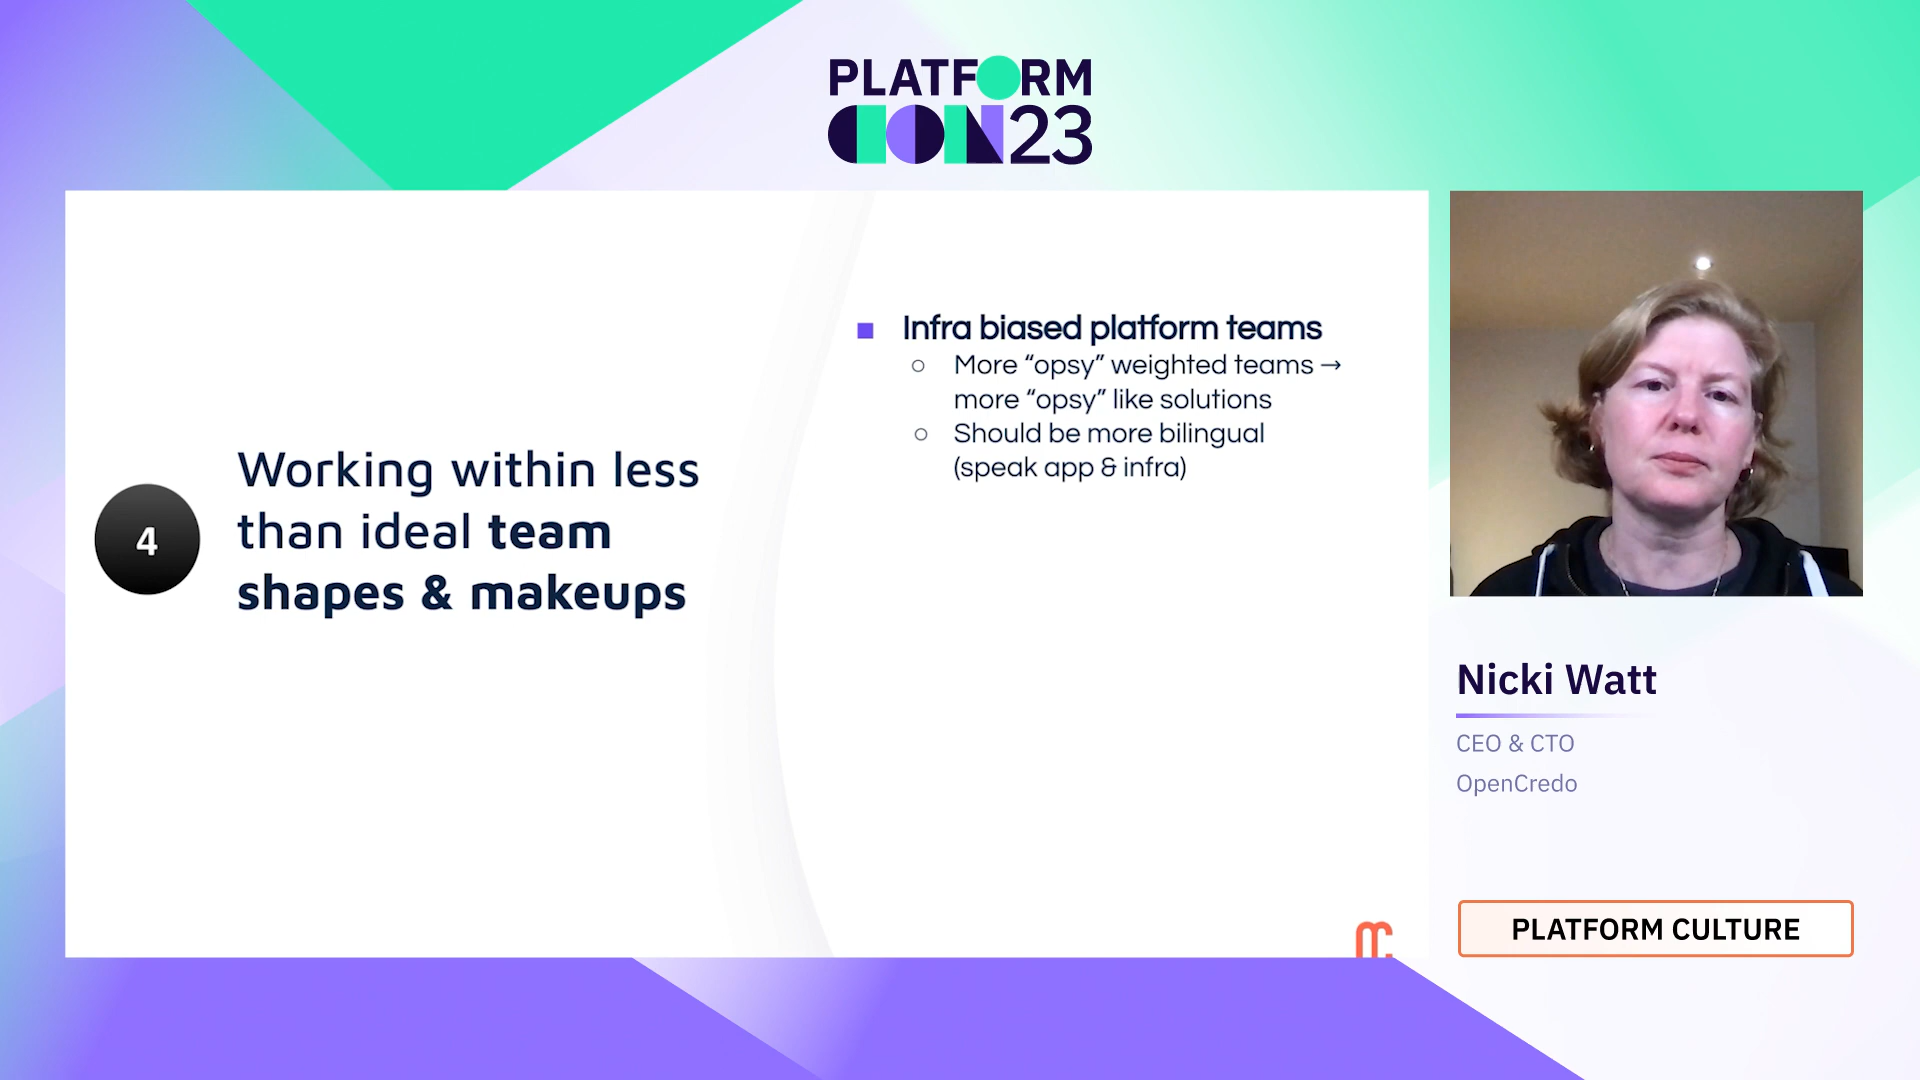 PLATFORM
CON23
4
Working within less
than ideal team
shapes & makeups
■ Infra biased platform teams
○ More “opsy” weighted teams →
more “opsy” like solutions
○ Should be more bilingual
(speak app & infra)
Nicki Watt
CEO & CTO
OpenCredo
PLATFORM CULTURE